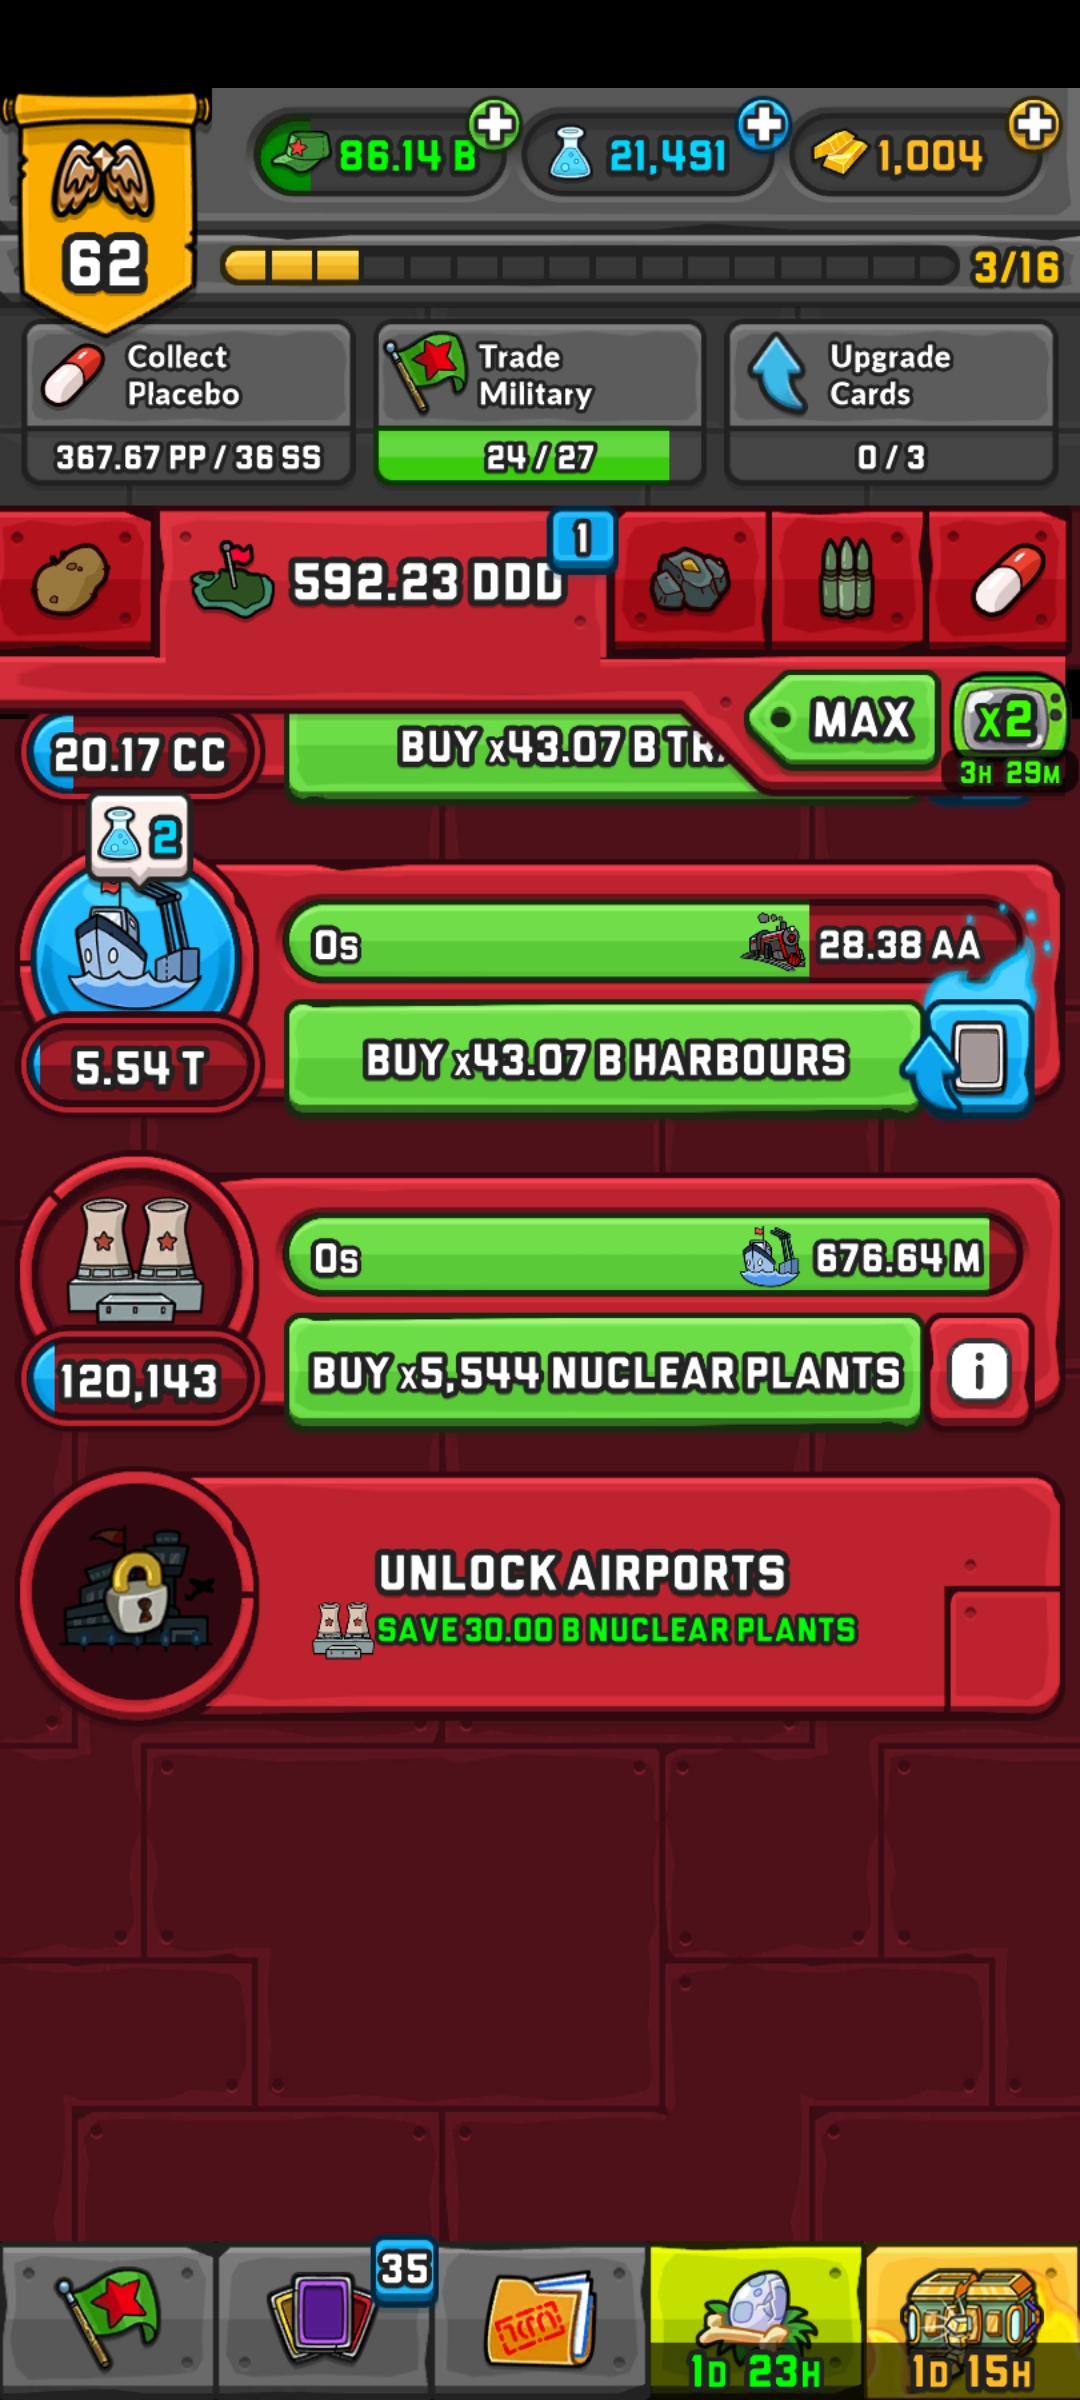 86.14 B
21,491
1,004
62
3/16
Collect
Placebo
367.67 PP / 36 SS
Trade
Military
24 / 27
Upgrade
Cards
0 / 3
592.23 DDD
1
MAX
x2
3H 29M
20.17 CC
BUY x43.07 B
2
0s
28.38 AA
5.54 T
BUY x43.07 B HARBOURS
0s
676.64 M
120,143
BUY x5,544 NUCLEAR PLANTS
i
UNLOCK AIRPORTS
SAVE 30.00 B NUCLEAR PLANTS
35
1D 23H
1D 15H